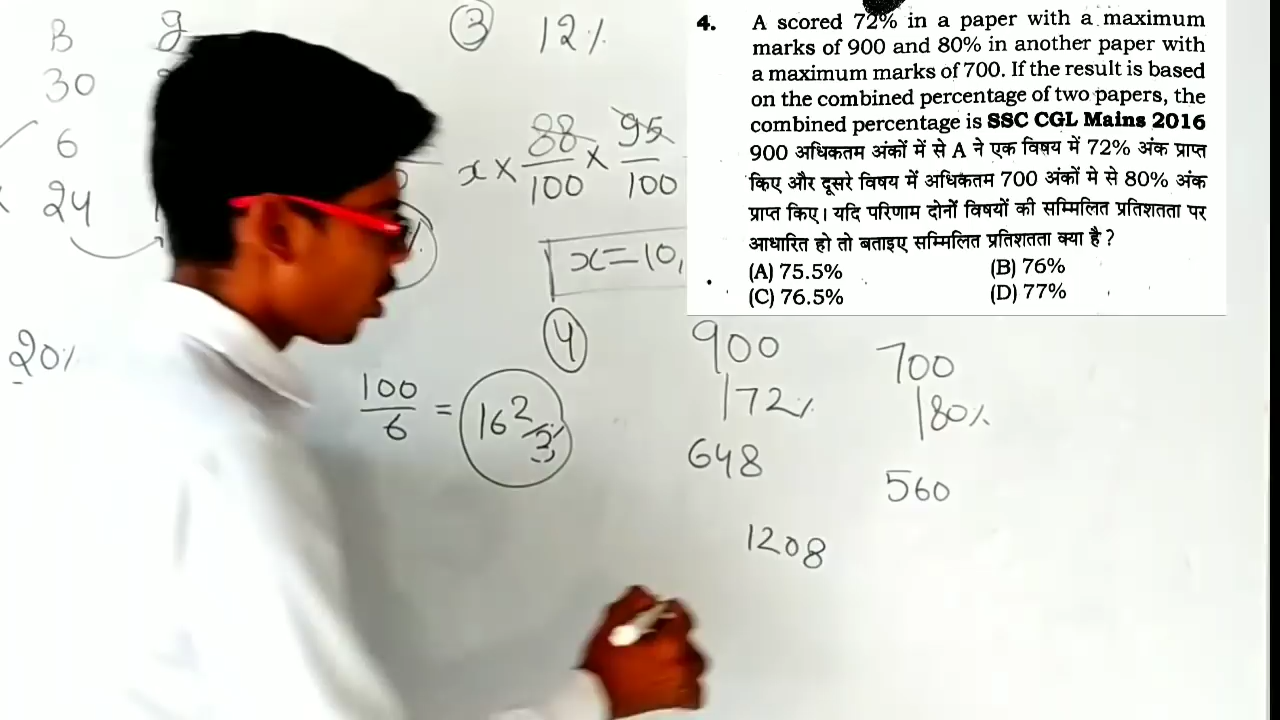 B g
30
6
24
20%
③ 12%
x × 88/100 × 95/100
x=10,
100/6 = 16 2/3
④
900 700
72% 80%
648 560
1208
4. A scored 72% in a paper with a maximum
marks of 900 and 80% in another paper with
a maximum marks of 700. If the result is based
on the combined percentage of two papers, the
combined percentage is SSC CGL Mains 2016
900 अधिकतम अंकों में से A ने एक विषय में 72% अंक प्राप्त
किए और दूसरे विषय में अधिकतम 700 अंकों मे से 80% अंक
प्राप्त किए। यदि परिणाम दोनों विषयों की सम्मिलित प्रतिशतता पर
आधारित हो तो बताइए सम्मिलित प्रतिशतता क्या है ?
(A) 75.5% (B) 76%
(C) 76.5% (D) 77%